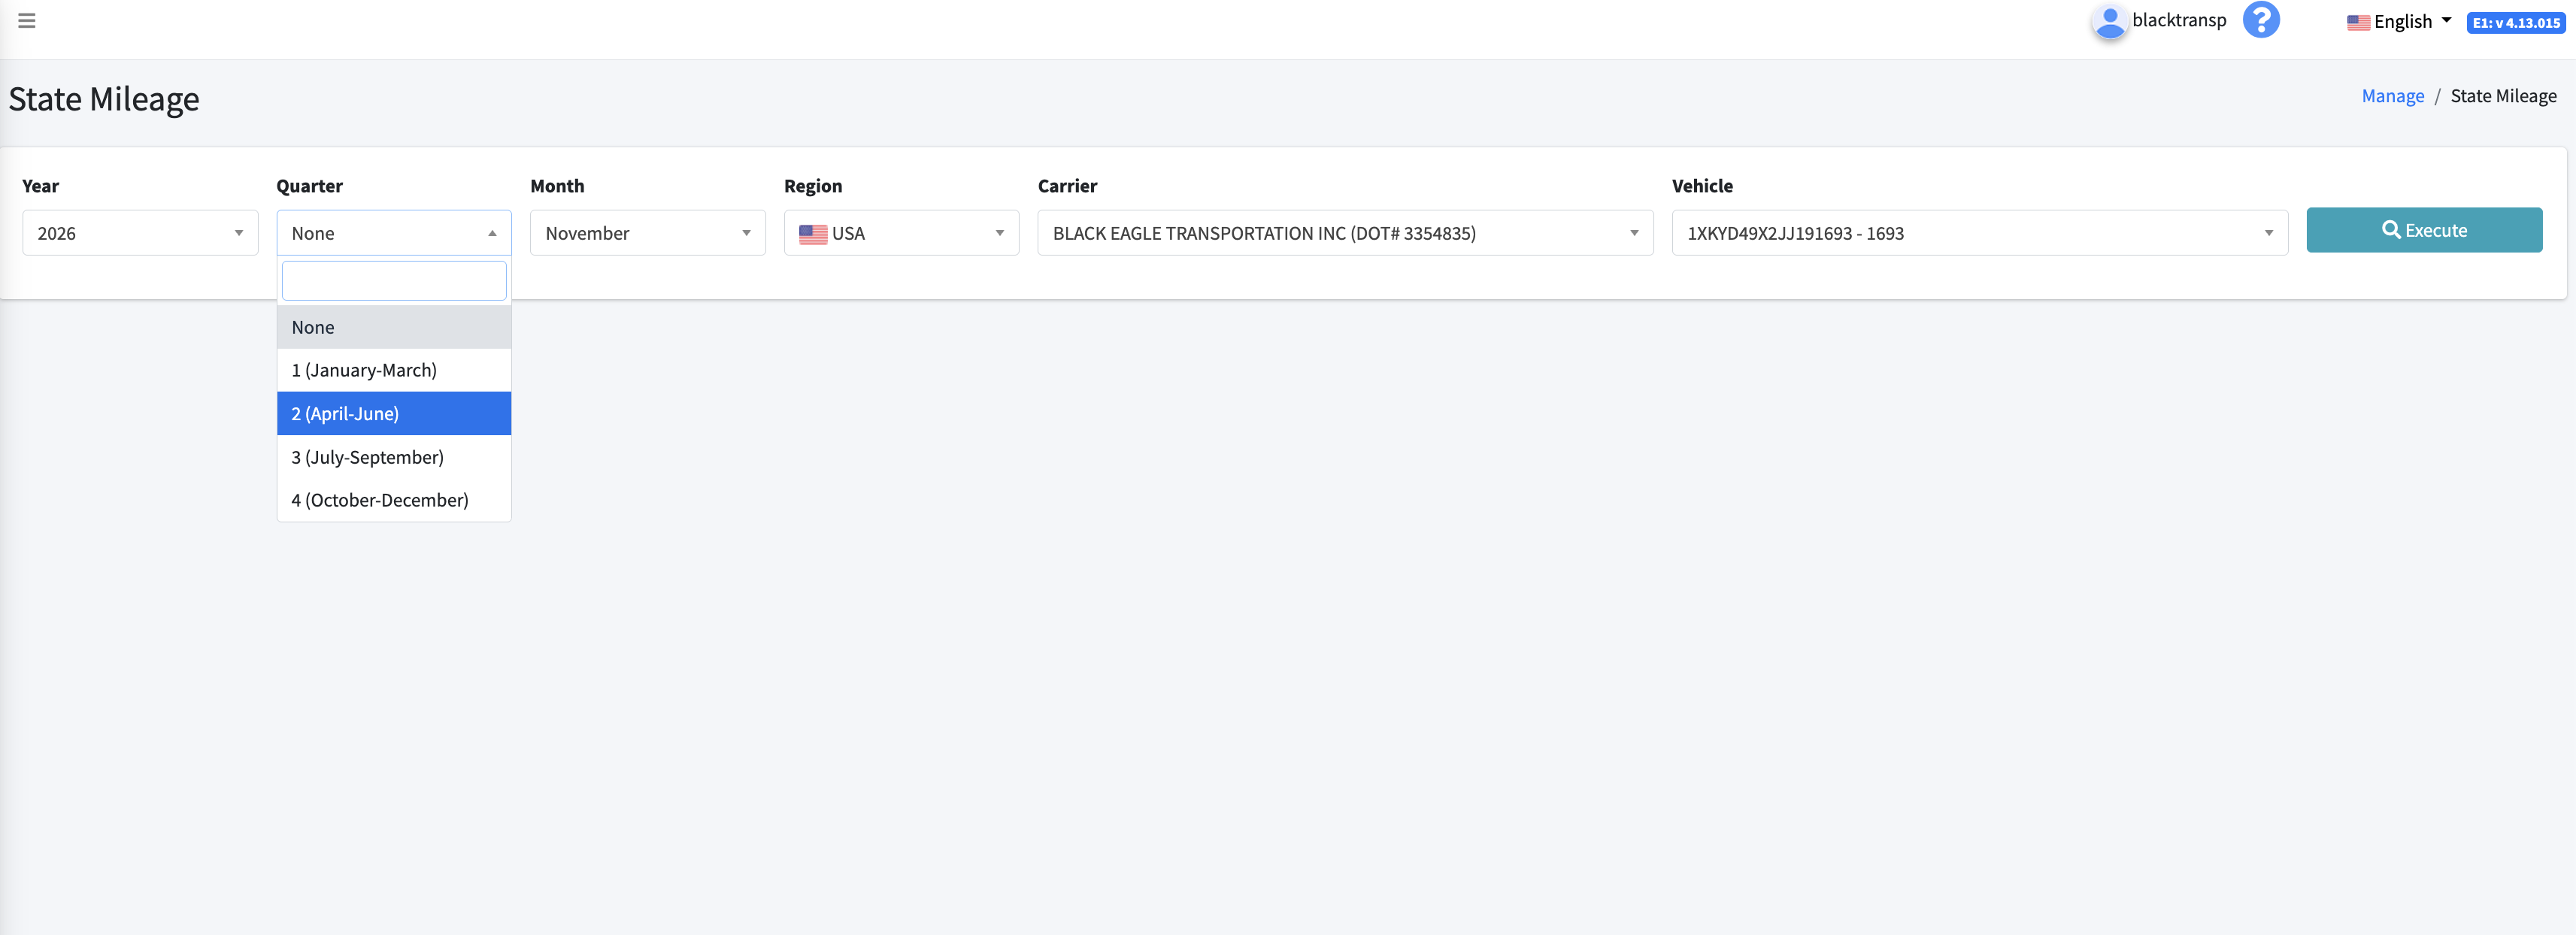 blacktransp ? English E1: v 4.13.015
State Mileage
Manage / State Mileage
Year Quarter Month Region Carrier Vehicle
2026 None November USA BLACK EAGLE TRANSPORTATION INC (DOT# 3354835) 1XKYD49X2JJ191693 - 1693 Execute
None
1 (January-March)
2 (April-June)
3 (July-September)
4 (October-December)